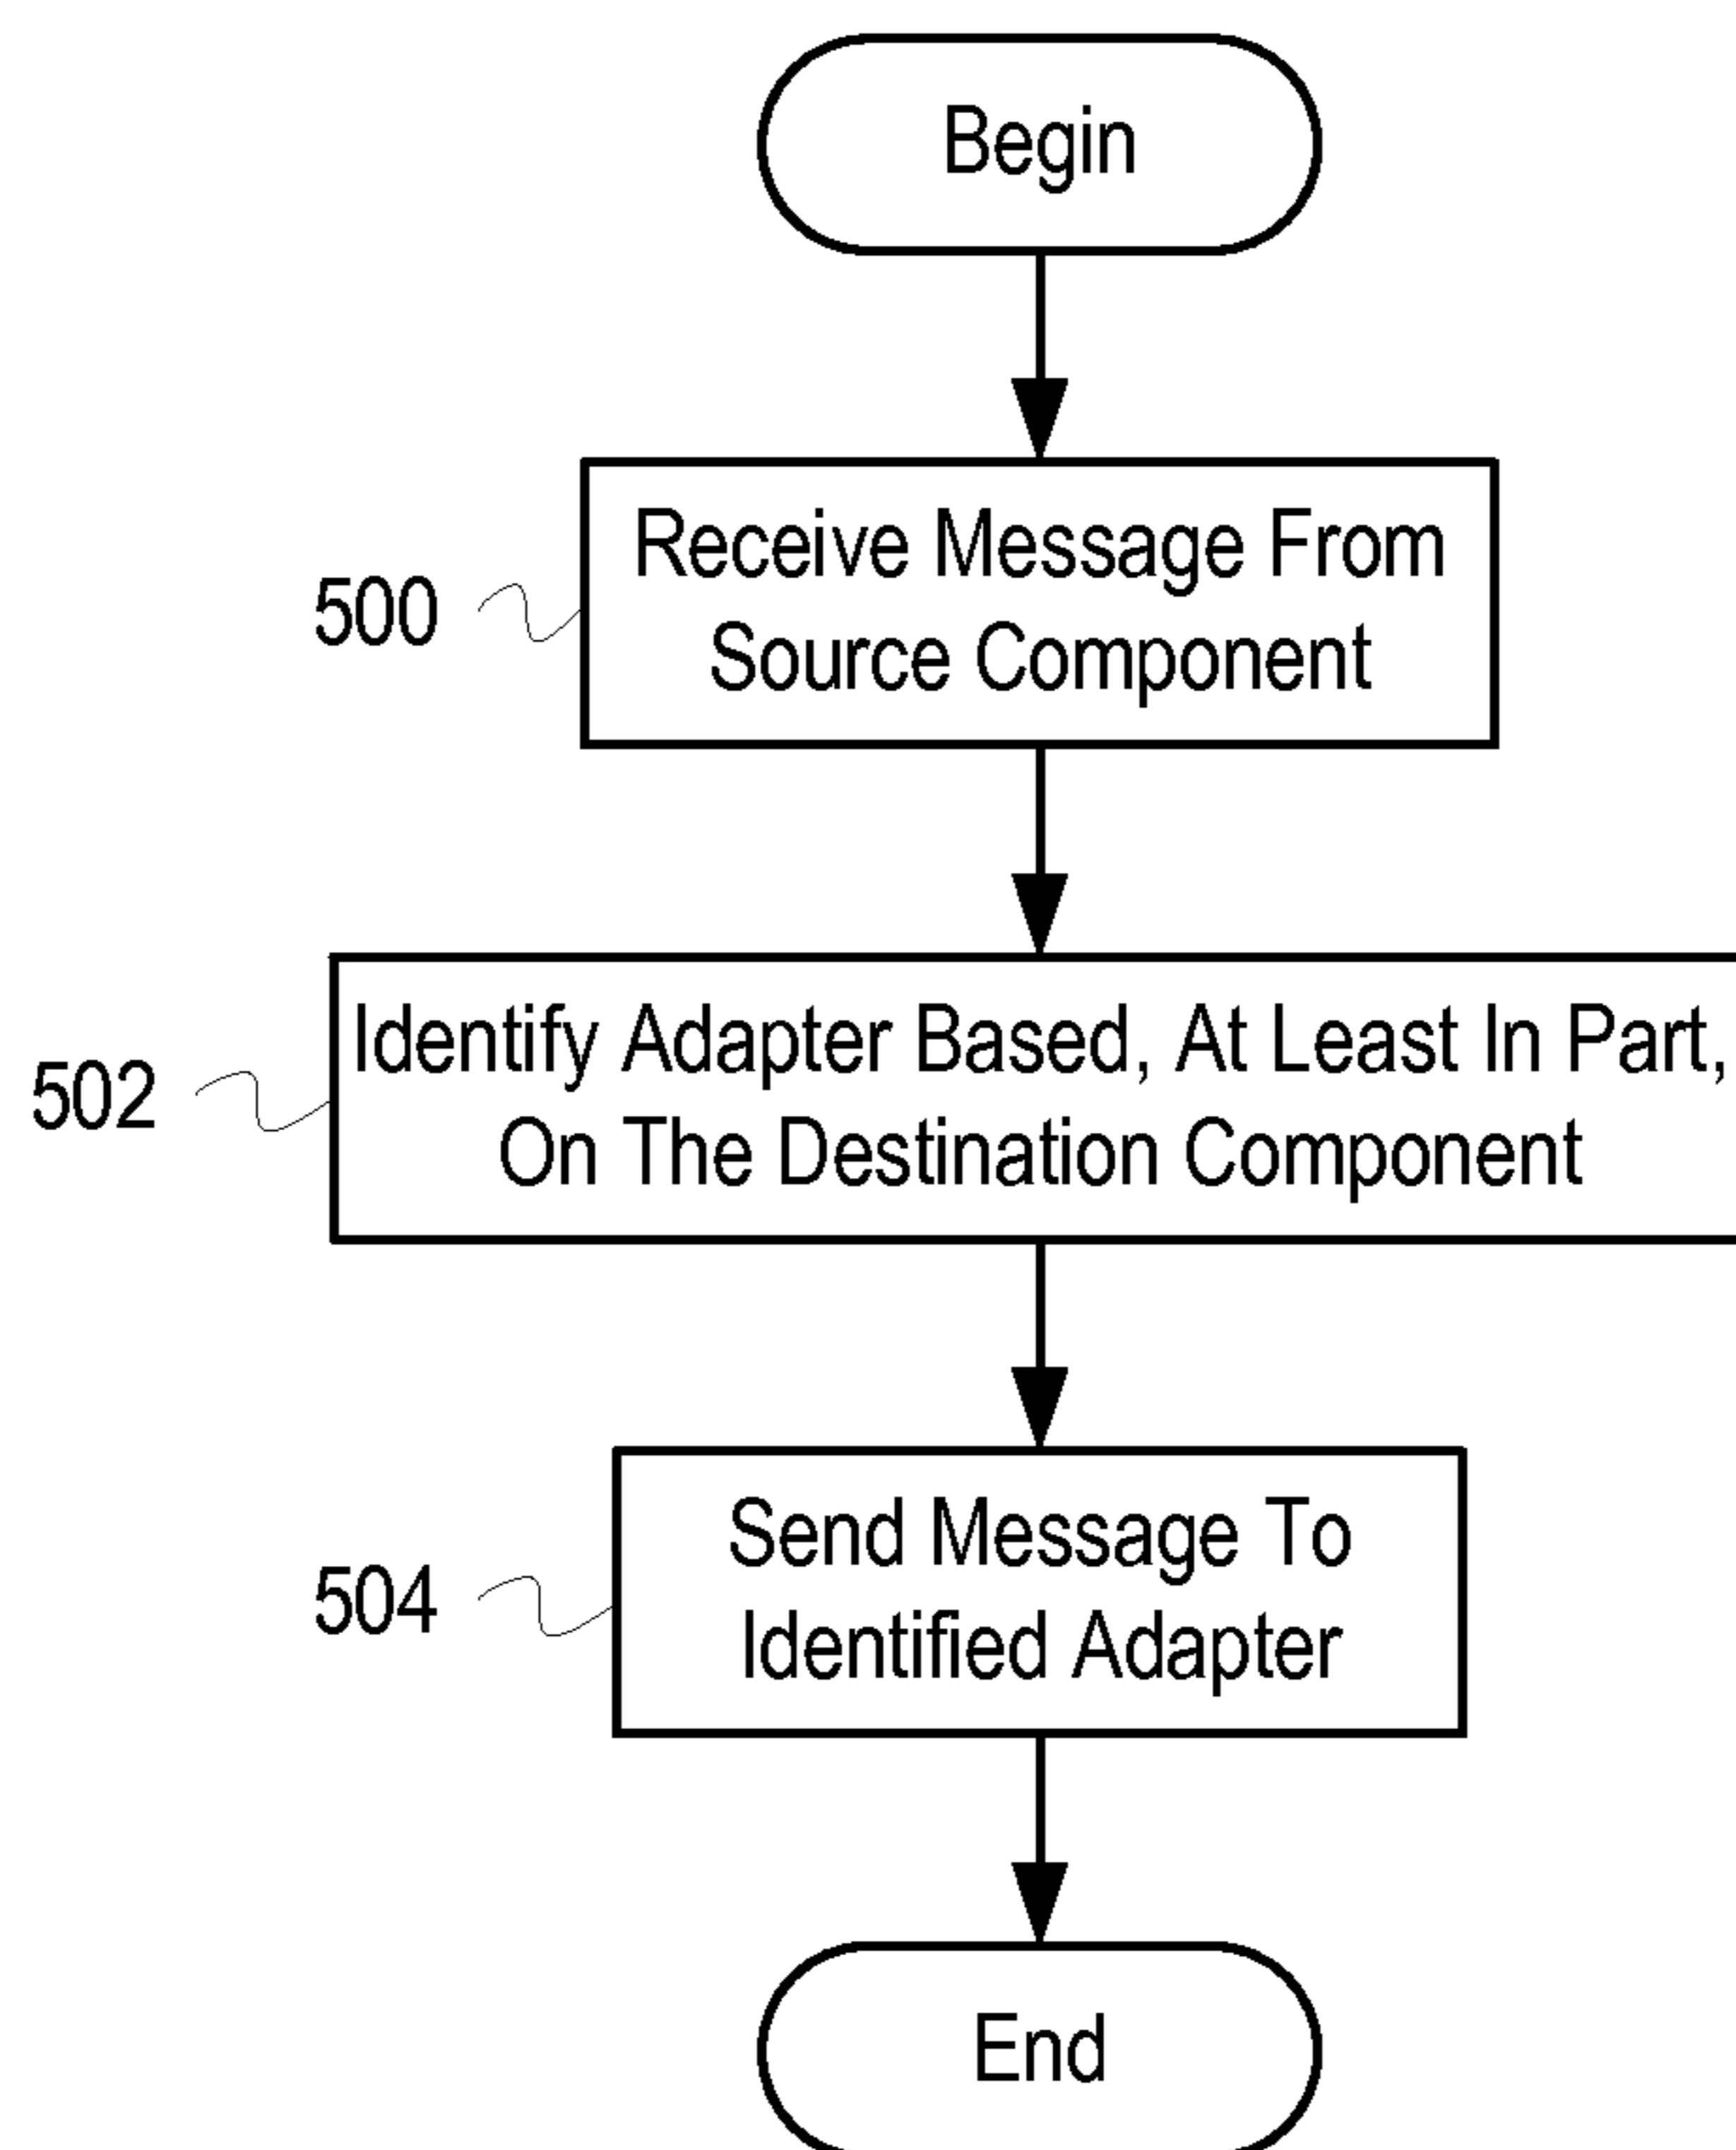 Begin
500
Receive Message From
Source Component
502
Identify Adapter Based, At Least In Part,
On The Destination Component
504
Send Message To
Identified Adapter
End